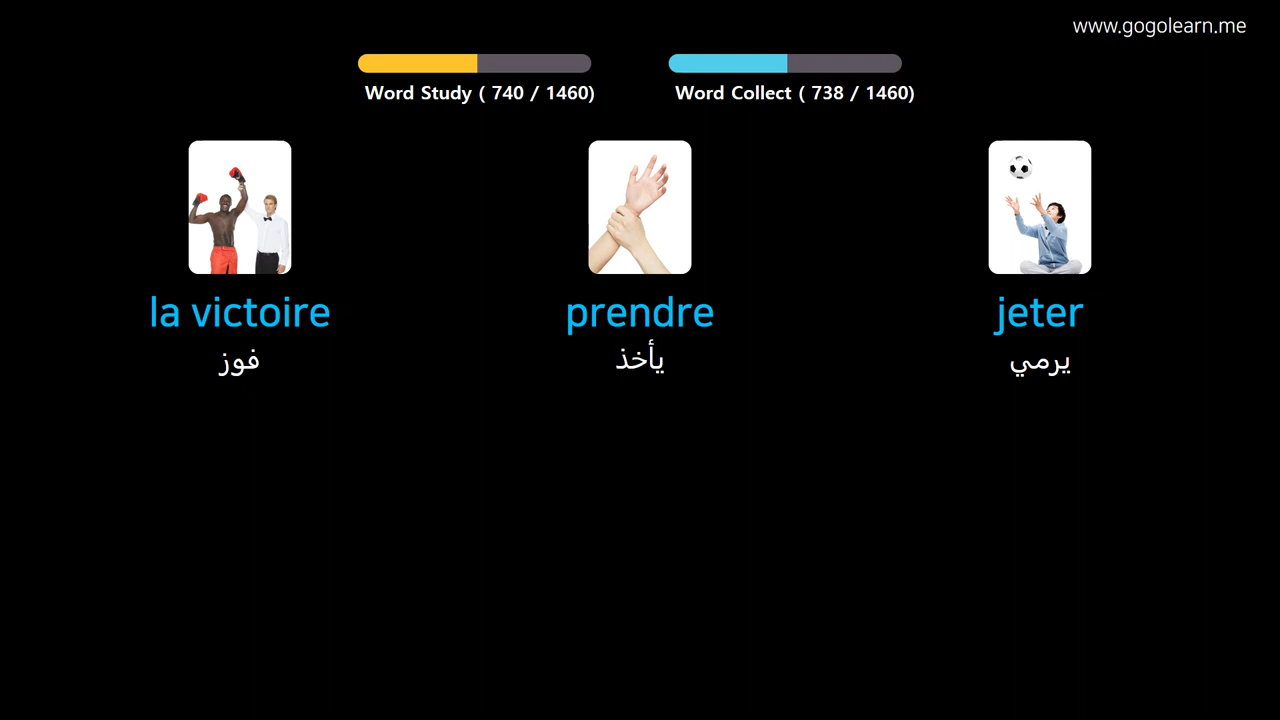 www.gogolearn.me
Word Study ( 740 / 1460)
Word Collect ( 738 / 1460)
la victoire
prendre
jeter
فوز
يأخذ
يرمي